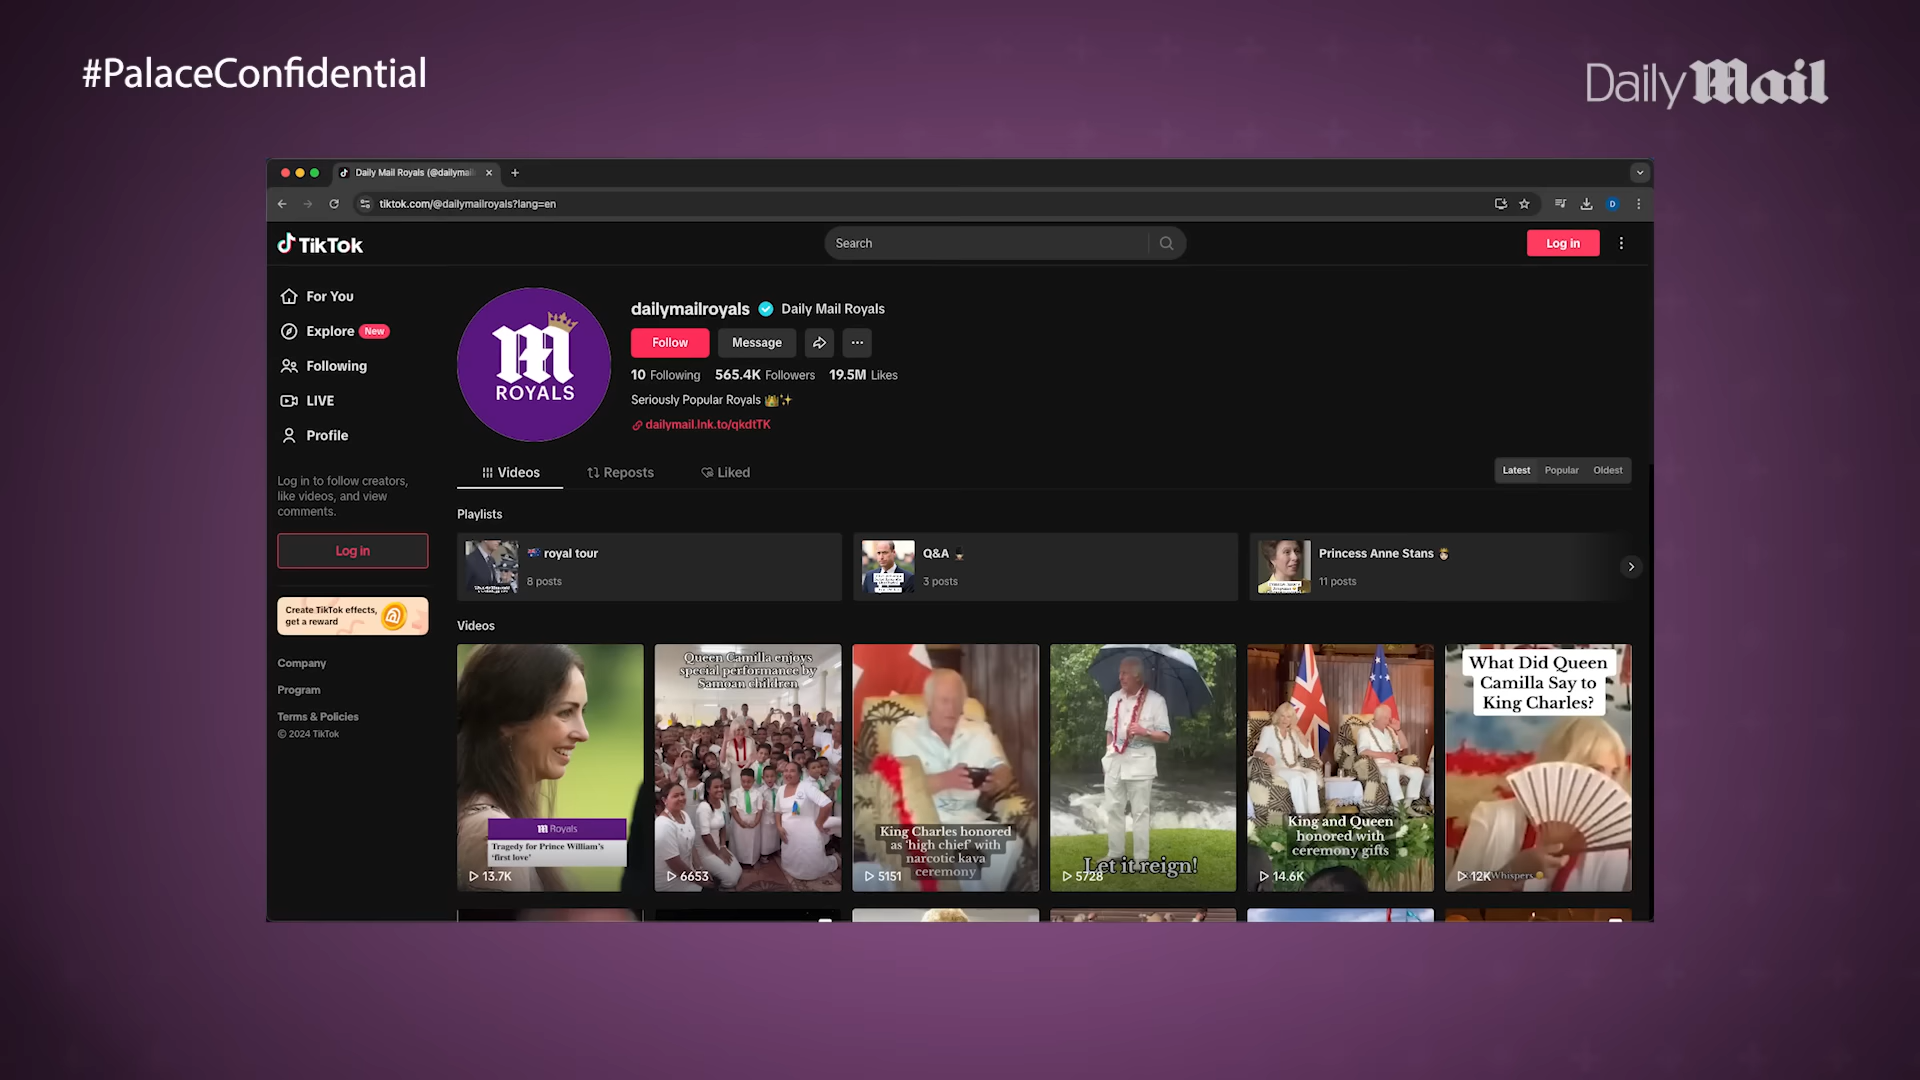 #PalaceConfidential
Daily Mail
Daily Mail Royals (@dailymai
tiktok.com/@dailymailroyals?lang=en
D
TikTok
Search
Log in
For You
Explore New
Following
LIVE
Profile
Log in to follow creators,
like videos, and view
comments.
Log in
Create TikTok effects,
get a reward
Company
Program
Terms & Policies
© 2024 TikTok
M
ROYALS
dailymailroyals Daily Mail Royals
Follow Message
10 Following 565.4K Followers 19.5M Likes
Seriously Popular Royals 👑✨
dailymail.lnk.to/qkdtTK
Videos Reposts Liked
Latest Popular Oldest
Playlists
🇦🇺 royal tour
8 posts
Q&A
3 posts
Princess Anne Stans
11 posts
Videos
M Royals
Tragedy for Prince William's
'first love'
13.7K
Queen Camilla enjoys
special performance by
Samoan children
6653
King Charles honored
as 'high chief' with
narcotic kava
ceremony
5151
Let it reign!
5728
King and Queen
honored with
ceremony gifts
14.6K
What Did Queen
Camilla Say to
King Charles?
12K
Whispers